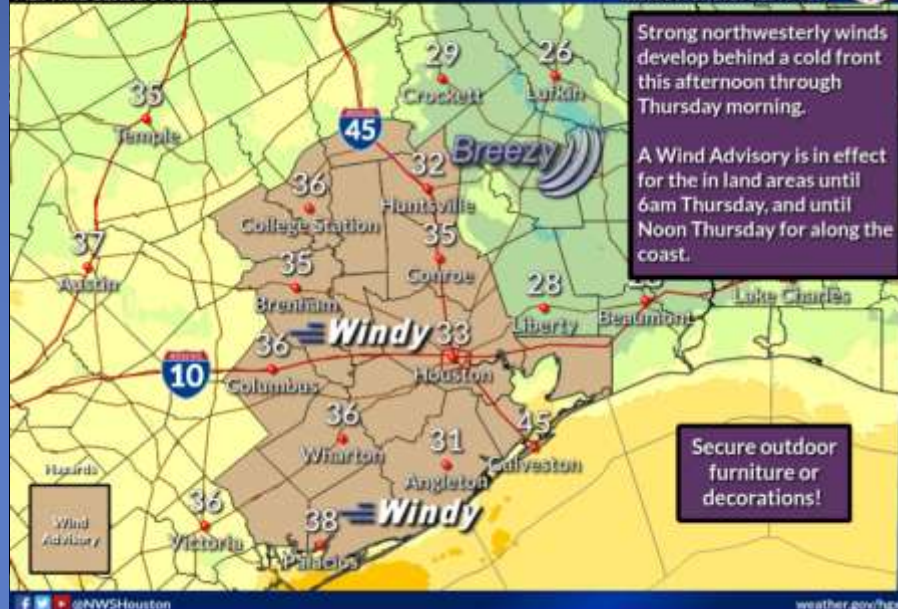 Strong northwesterly winds
develop behind a cold front
this afternoon through
Thursday morning.
A Wind Advisory is in effect
for the in land areas until
6am Thursday, and until
Noon Thursday for along the
coast.
29
Crockett
26
Lufkin
35
Temple
45
Breezy
36
College Station
32
Huntsville
37
Austin
35
Conroe
35
Brenham
28
Liberty
Beaumont
Lake Charles
Windy
33
Houston
36
Columbus
10
36
Wharton
31
Angleton
45
Galveston
Secure outdoor
furniture or
decorations!
Hazards
Wind
Advisory
36
Victoria
38
Palacios
Windy
@NWSHouston
weather.gov/hgx